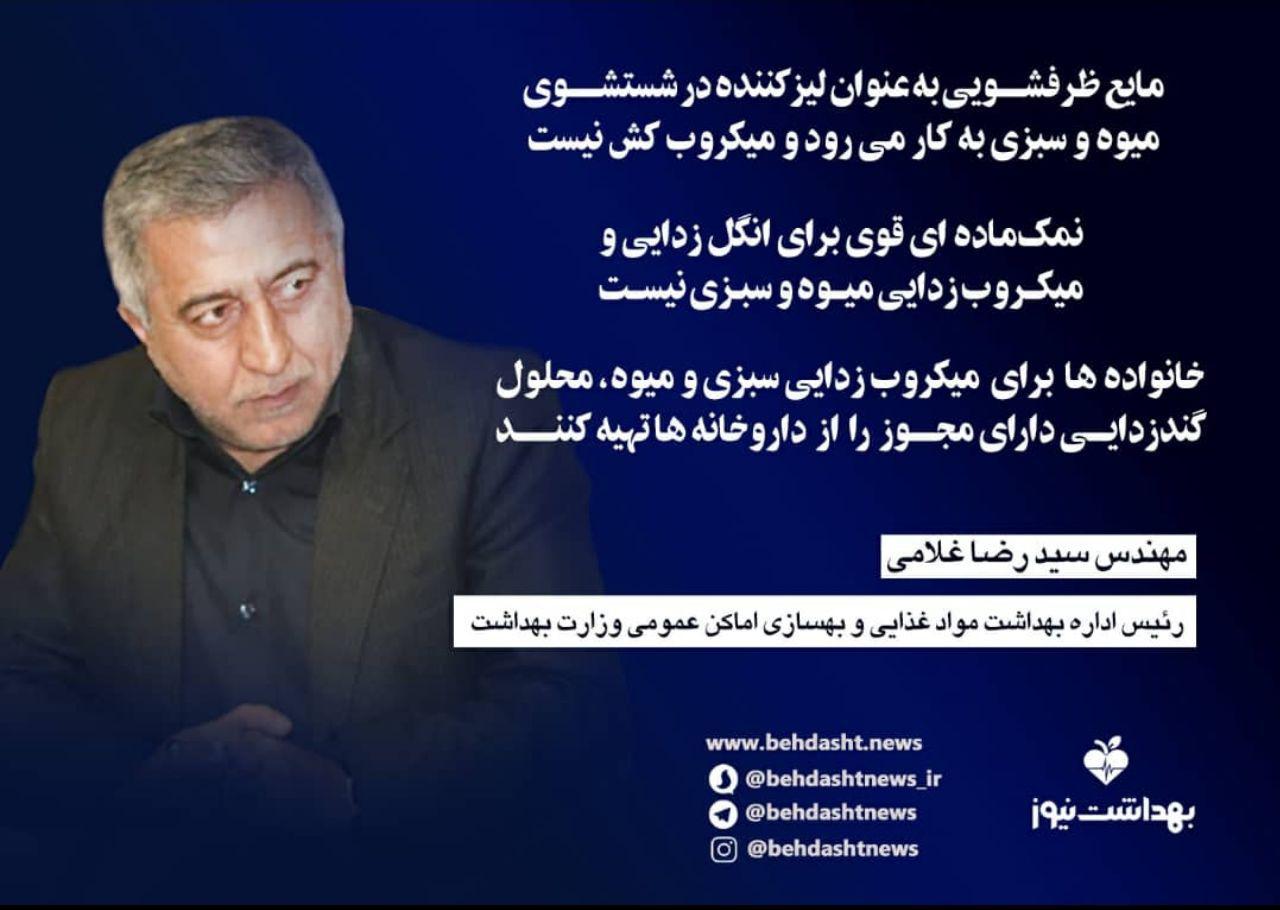 مایع ظرفشویی به عنوان لیز کننده در شستشوی
میوه و سبزی به کار می رود و میکروب کش نیست
نمک ماده ای قوی برای انگل زدایی و
میکروب زدایی میوه و سبزی نیست
خانواده ها برای میکروب زدایی سبزی و میوه، محلول
گندزدایی دارای مجوز را از داروخانه ها تهیه کنند
مهندس سید رضا غلامی
رئیس اداره بهداشت مواد غذایی و بهسازی اماکن عمومی وزارت بهداشت
www.behdasht.news
@behdashtnews_ir
@behdashtnews
@behdashtnews
بهداشت نیوز